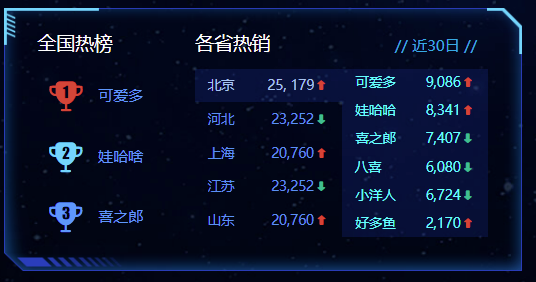 全国热榜
1 可爱多
2 娃哈啥
3 喜之郎
各省热销
// 近30日 //
北京 25,179
河北 23,252
上海 20,760
江苏 23,252
山东 20,760
可爱多 9,086
娃哈哈 8,341
喜之郎 7,407
八喜 6,080
小洋人 6,724
好多鱼 2,170